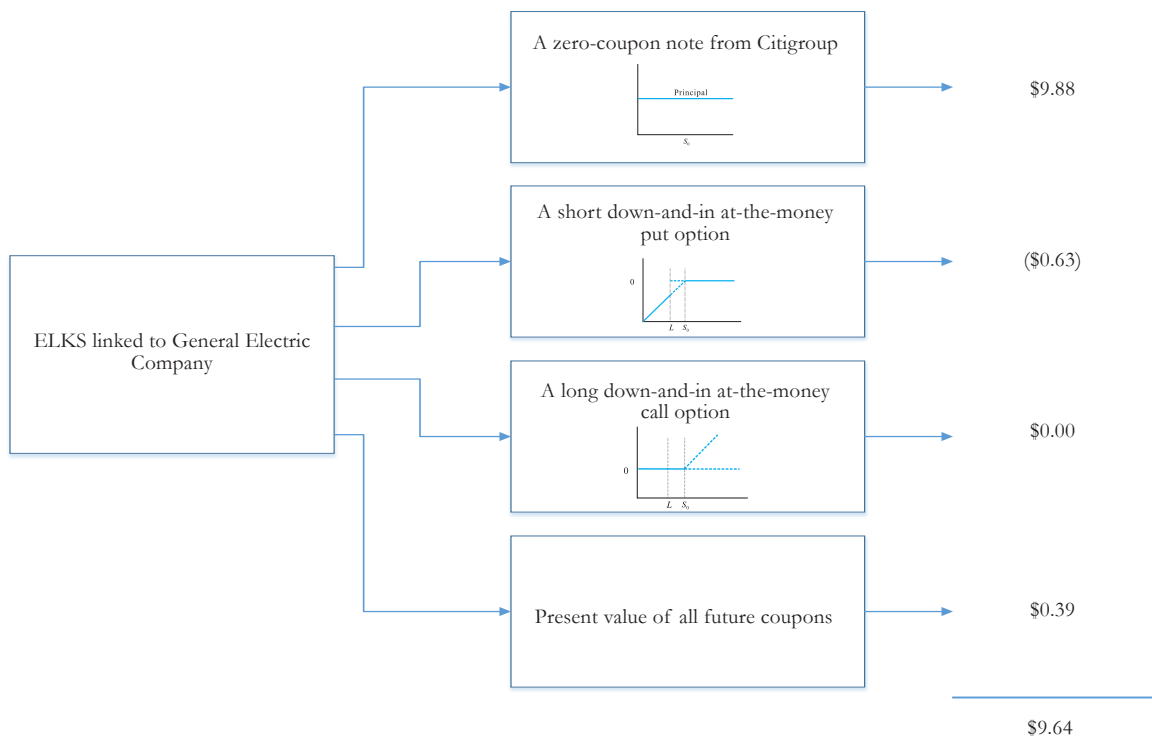 A zero-coupon note from Citigroup
Principal
S₀
$9.88
A short down-and-in at-the-money
put option
0
L
S₀
($0.63)
ELKS linked to General Electric
Company
A long down-and-in at-the-money
call option
0
L
S₀
$0.00
Present value of all future coupons
$0.39
$9.64